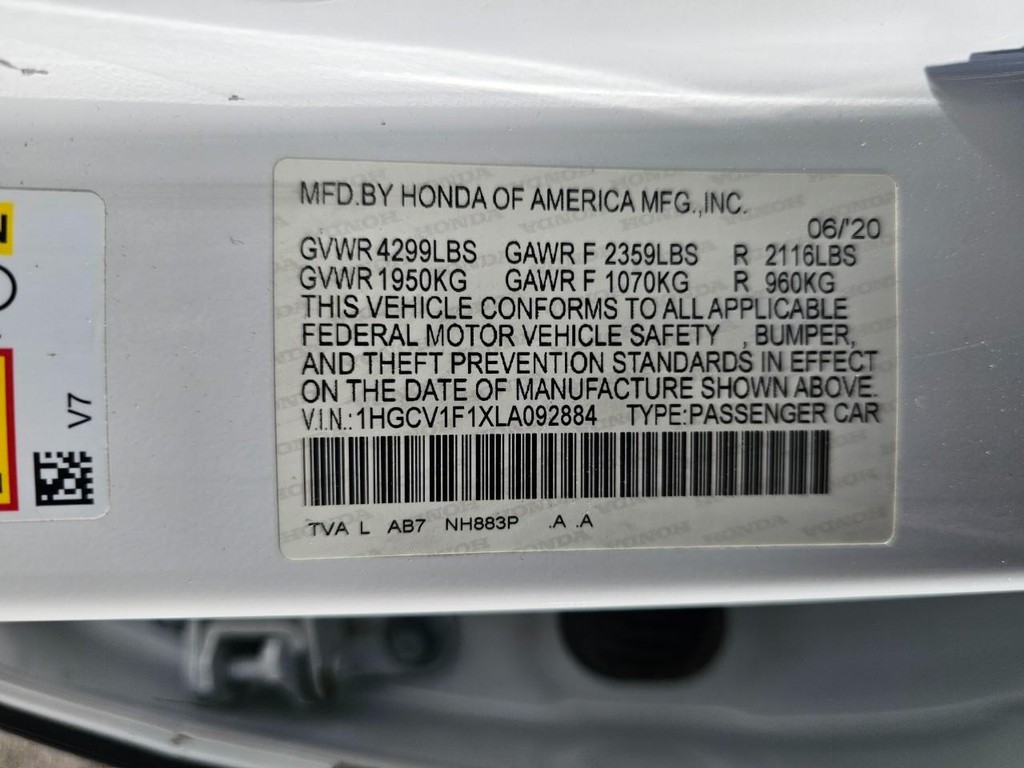 MFD.BY HONDA OF AMERICA MFG.,INC.
06/'20
GVWR 4299LBS GAWR F 2359LBS R 2116LBS
GVWR 1950KG GAWR F 1070KG R 960KG
THIS VEHICLE CONFORMS TO ALL APPLICABLE
FEDERAL MOTOR VEHICLE SAFETY , BUMPER,
AND THEFT PREVENTION STANDARDS IN EFFECT
ON THE DATE OF MANUFACTURE SHOWN ABOVE.
V.I.N.:1HGCV1F1XLA092884 TYPE:PASSENGER CAR
TVA L AB7 NH883P .A .A
V7